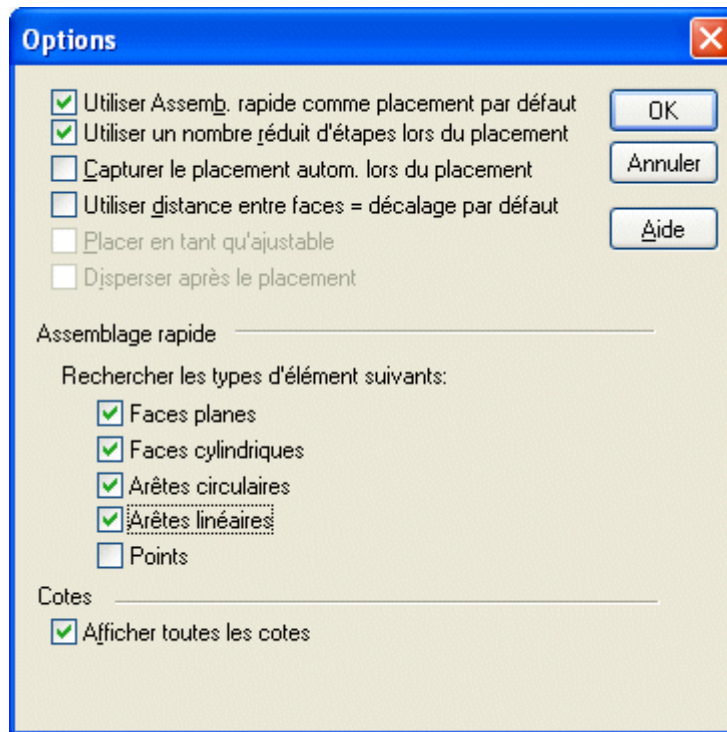 Options
Utiliser Assemb. rapide comme placement par défaut
Utiliser un nombre réduit d'étapes lors du placement
Capturer le placement autom. lors du placement
Utiliser distance entre faces = décalage par défaut
Placer en tant qu'ajustable
Disperser après le placement
OK
Annuler
Aide
Assemblage rapide
Rechercher les types d'élément suivants:
Faces planes
Faces cylindriques
Arêtes circulaires
Arêtes linéaires
Points
Cotes
Afficher toutes les cotes